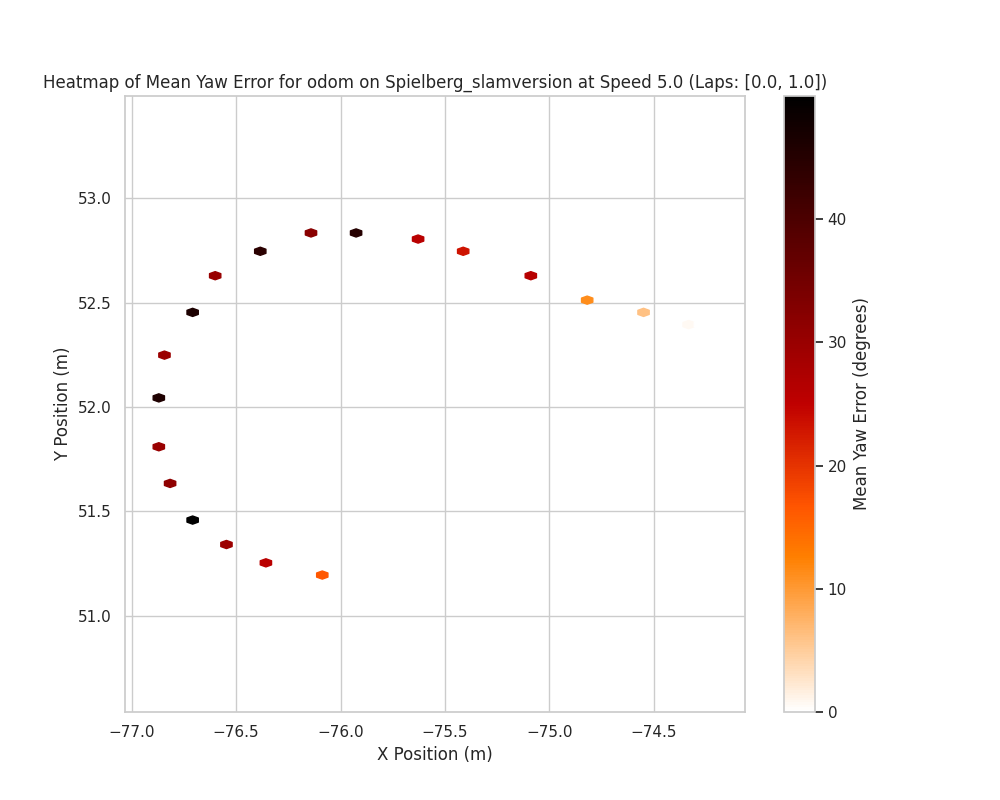 Heatmap of Mean Yaw Error for odom on Spielberg_slamversion at Speed 5.0 (Laps: [0.0, 1.0])
53.0
52.5
52.0
51.5
51.0
Y Position (m)
−77.0 −76.5 −76.0 −75.5 −75.0 −74.5
X Position (m)
40
30
20
10
0
Mean Yaw Error (degrees)